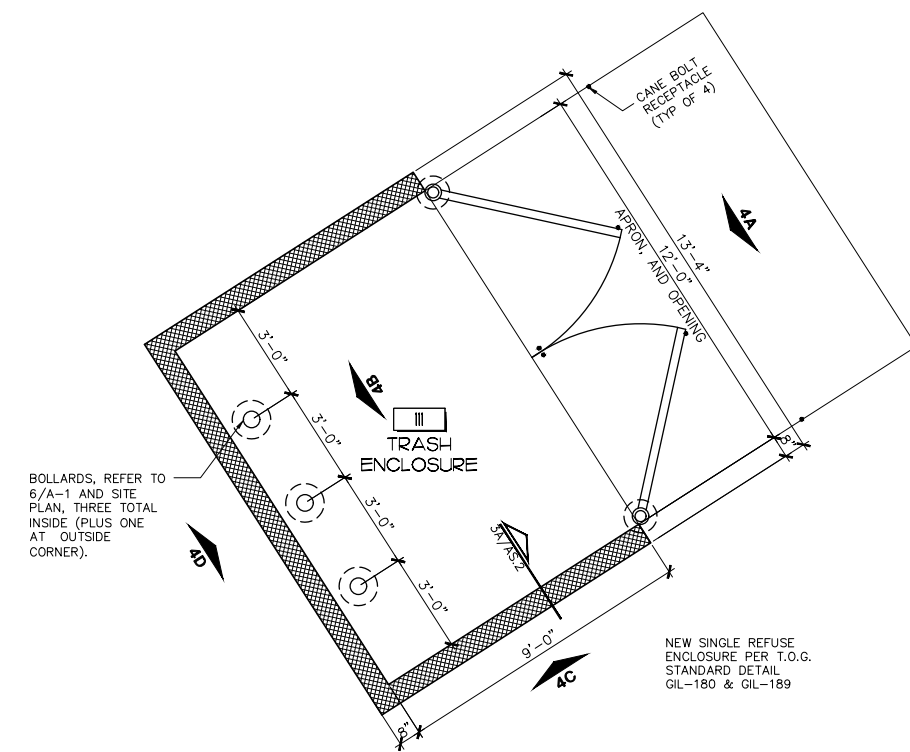 CANE BOLT
RECEPTACLE
(TYP OF 4)
4A
13'-4"
12'-0"
APRON, AND OPENING
8"
3'-0"
3'-0"
3'-0"
3'-0"
4B
111
TRASH
ENCLOSURE
BOLLARDS, REFER TO
6/A-1 AND SITE
PLAN, THREE TOTAL
INSIDE (PLUS ONE
AT OUTSIDE
CORNER).
4D
3A/AS.2
9'-0"
4C
8"
NEW SINGLE REFUSE
ENCLOSURE PER T.O.G.
STANDARD DETAIL
GIL-180 & GIL-189